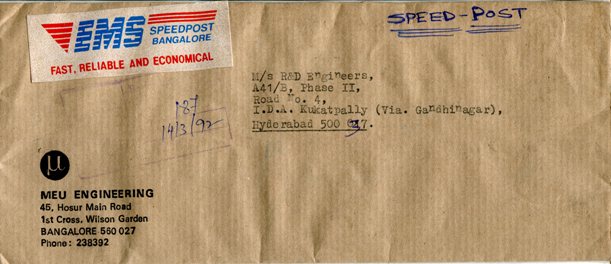 EMS
SPEEDPOST
BANGALORE
FAST, RELIABLE AND ECONOMICAL
SPEED-POST
M/s R&D Engineers,
A41/B, Phase II,
Road No. 4,
I.D.A. Kukatpally (Via. Gandhinagar),
Hyderabad 500
187
14/3/92
µ
MEU ENGINEERING
45, Hosur Main Road
1st Cross, Wilson Garden
BANGALORE 560 027
Phone: 238392